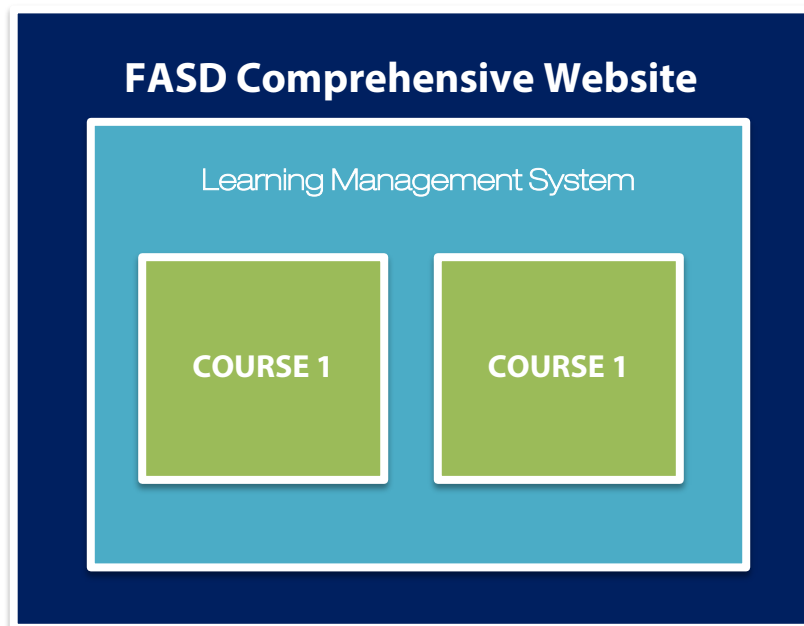 FASD Comprehensive Website
Learning Management System
COURSE 1
COURSE 1